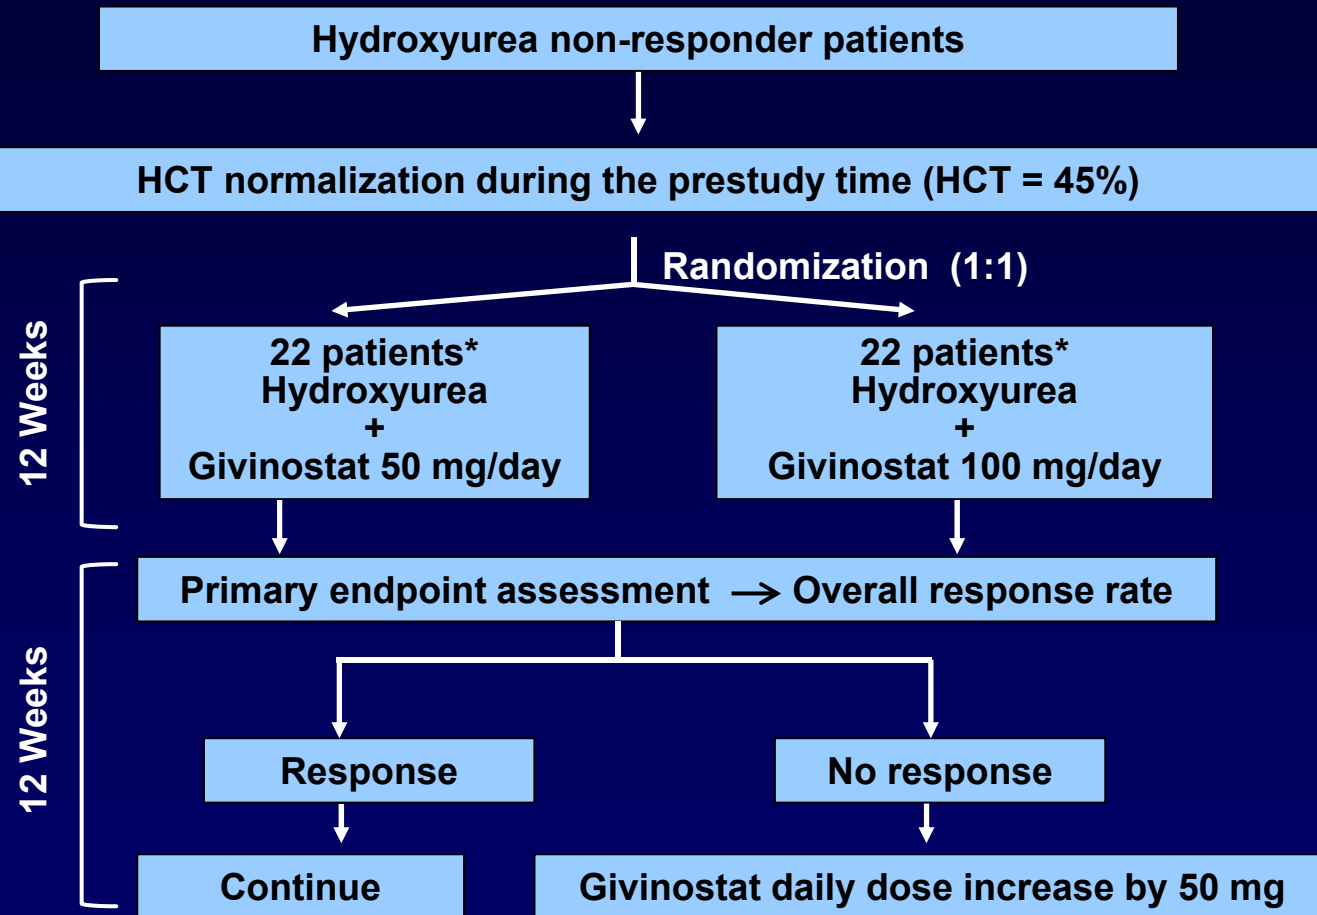 Hydroxyurea non-responder patients
HCT normalization during the prestudy time (HCT = 45%)
Randomization (1:1)
12 Weeks
22 patients*
Hydroxyurea
+
Givinostat 50 mg/day
22 patients*
Hydroxyurea
+
Givinostat 100 mg/day
12 Weeks
Primary endpoint assessment → Overall response rate
Response
No response
Continue
Givinostat daily dose increase by 50 mg